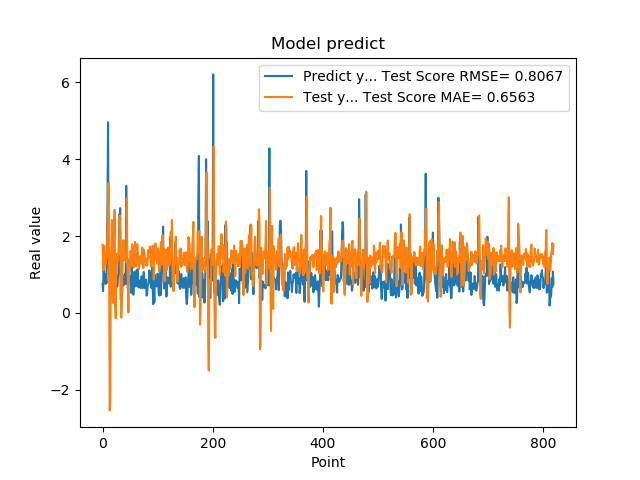 Model predict
Predict y... Test Score RMSE= 0.8067
Test y... Test Score MAE= 0.6563
Real value
6
4
2
0
−2
0 200 400 600 800
Point